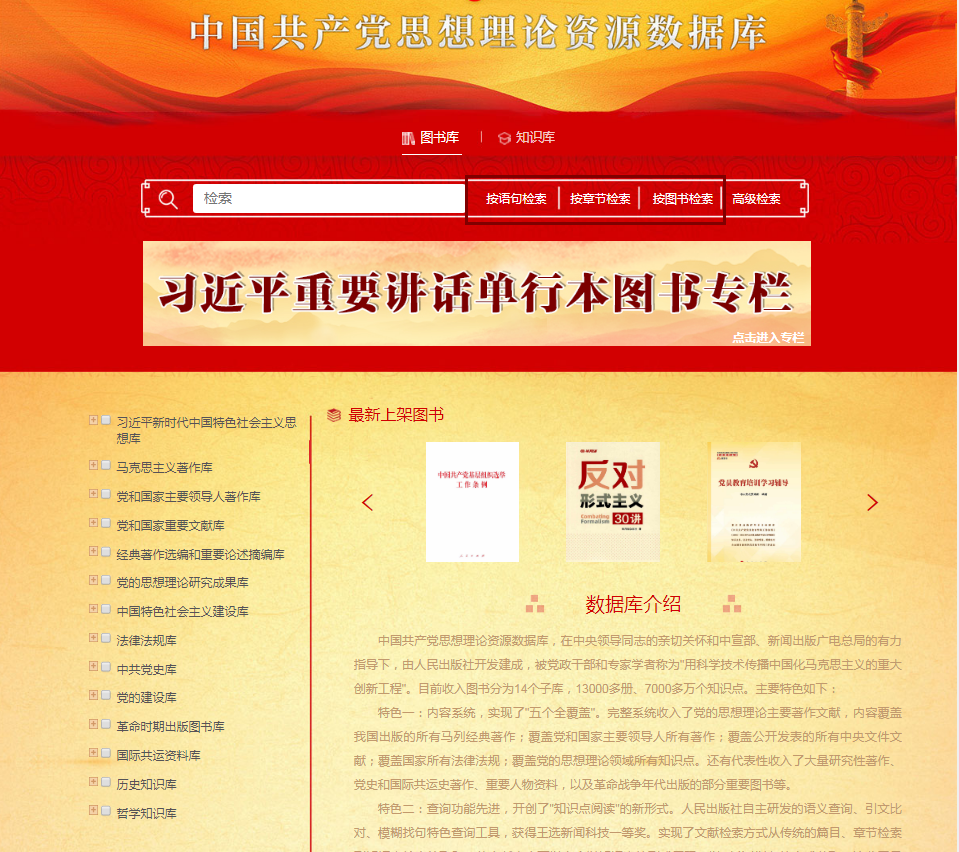 中国共产党思想理论资源数据库
图书库 | 知识库
检索 按语句检索 按章节检索 按图书检索 高级检索
习近平重要讲话单行本图书专栏
点击进入专栏
习近平新时代中国特色社会主义思
想库
马克思主义著作库
党和国家主要领导人著作库
党和国家重要文献库
经典著作选编和重要论述摘编库
党的思想理论研究成果库
中国特色社会主义建设库
法律法规库
中共党史库
党的建设库
革命时期出版图书库
国际共运资料库
历史知识库
哲学知识库
最新上架图书
中国共产党基层组织选举
工作条例
反对
形式主义
Combating
Formalism 30讲
党员教育培训学习辅导
数据库介绍
中国共产党思想理论资源数据库，在中央领导同志的亲切关怀和中宣部、新闻出版广电总局的有力
指导下，由人民出版社开发建成，被党政干部和专家学者称为"用科学技术传播中国化马克思主义的重大
创新工程"。目前收入图书分为14个子库，13000多册、7000多万个知识点。主要特色如下：
特色一：内容系统，实现了"五个全覆盖"。完整系统收入了党的思想理论主要著作文献，内容覆盖
我国出版的所有马列经典著作；覆盖党和国家主要领导人所有著作；覆盖公开发表的所有中央文件文
献；覆盖国家所有法律法规；覆盖党的思想理论领域所有知识点。还有代表性收入了大量研究性著作、
党史和国际共运史著作、重要人物资料，以及革命战争年代出版的部分重要图书等。
特色二：查询功能先进，开创了"知识点阅读"的新形式。人民出版社自主研发的语义查询、引文比
对、模糊找句特色查询工具，获得王选新闻科技一等奖。实现了文献检索方式从传统的篇目、章节检索